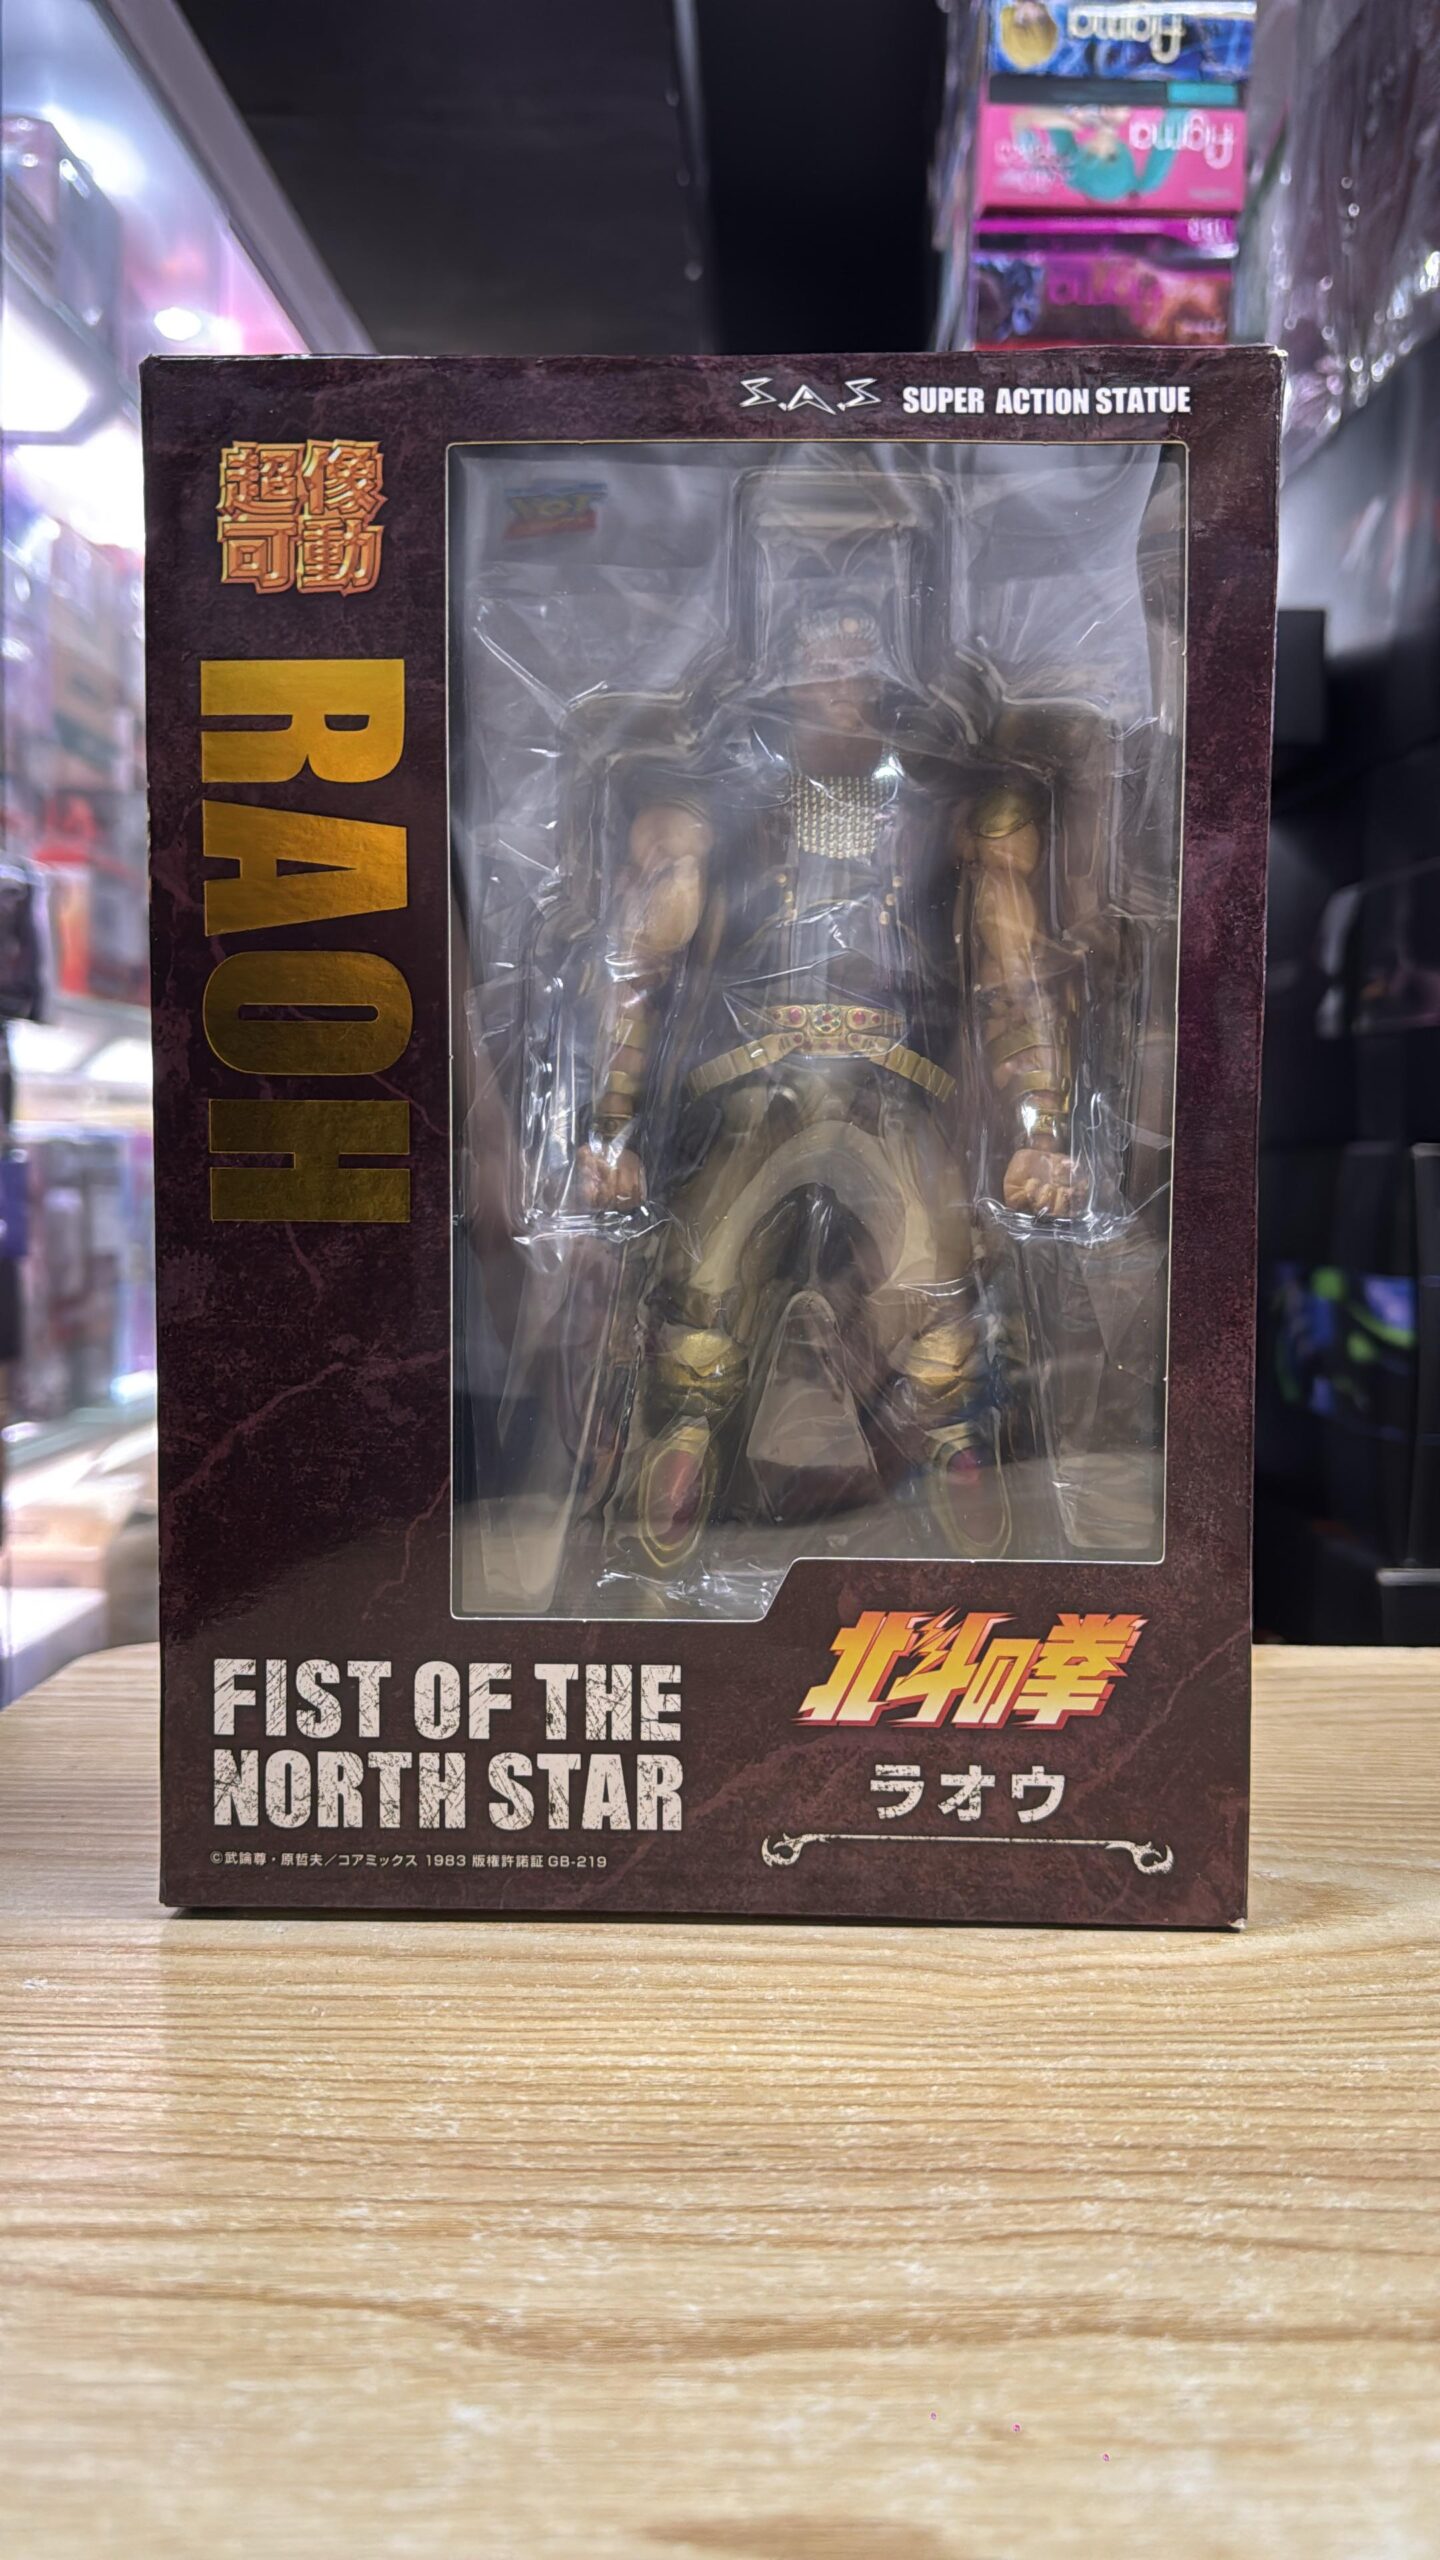 figma
figma
S.A.S SUPER ACTION STATUE
超像
可動
RAOH
FIST OF THE
NORTH STAR
北斗の拳
ラオウ
©武論尊・原哲夫／コアミックス 1983 版権許諾証 GB-219